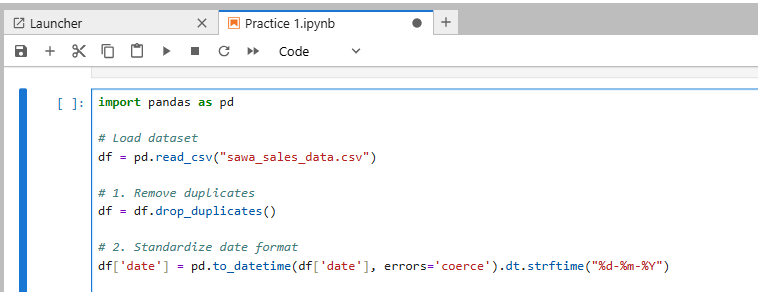 Launcher
Practice 1.ipynb
Code
[ ]:
import pandas as pd
# Load dataset
df = pd.read_csv("sawa_sales_data.csv")
# 1. Remove duplicates
df = df.drop_duplicates()
# 2. Standardize date format
df['date'] = pd.to_datetime(df['date'], errors='coerce').dt.strftime("%d-%m-%Y")